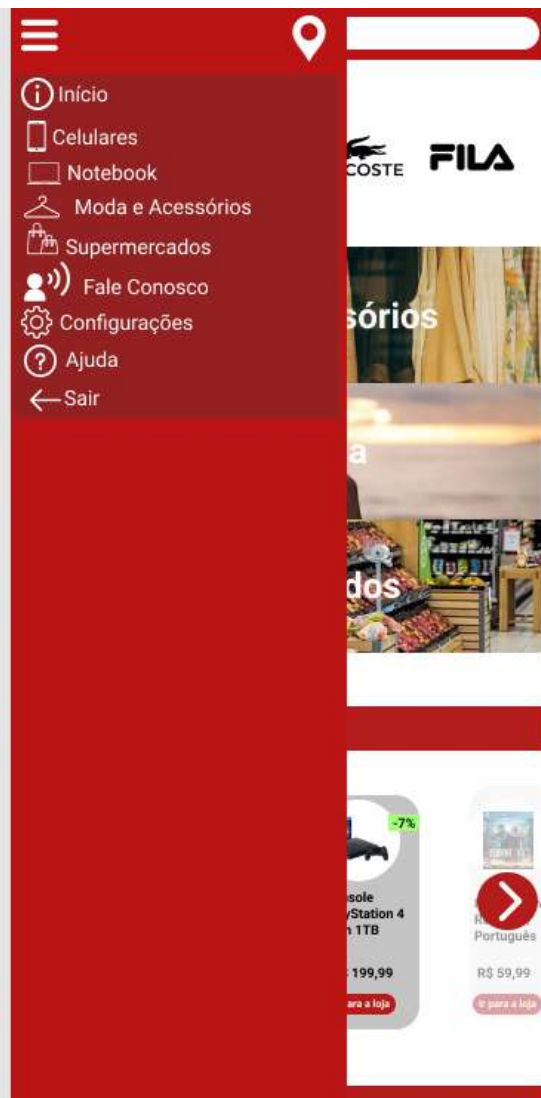 Início
Celulares
Notebook
Moda e Acessórios
Supermercados
Fale Conosco
Configurações
Ajuda
Sair
COSTE FILA
sórios
a
dos
-7%
sole
yStation 4
1TB
199,99
ara a loja
Português
R$ 59,99
Ir para a loja